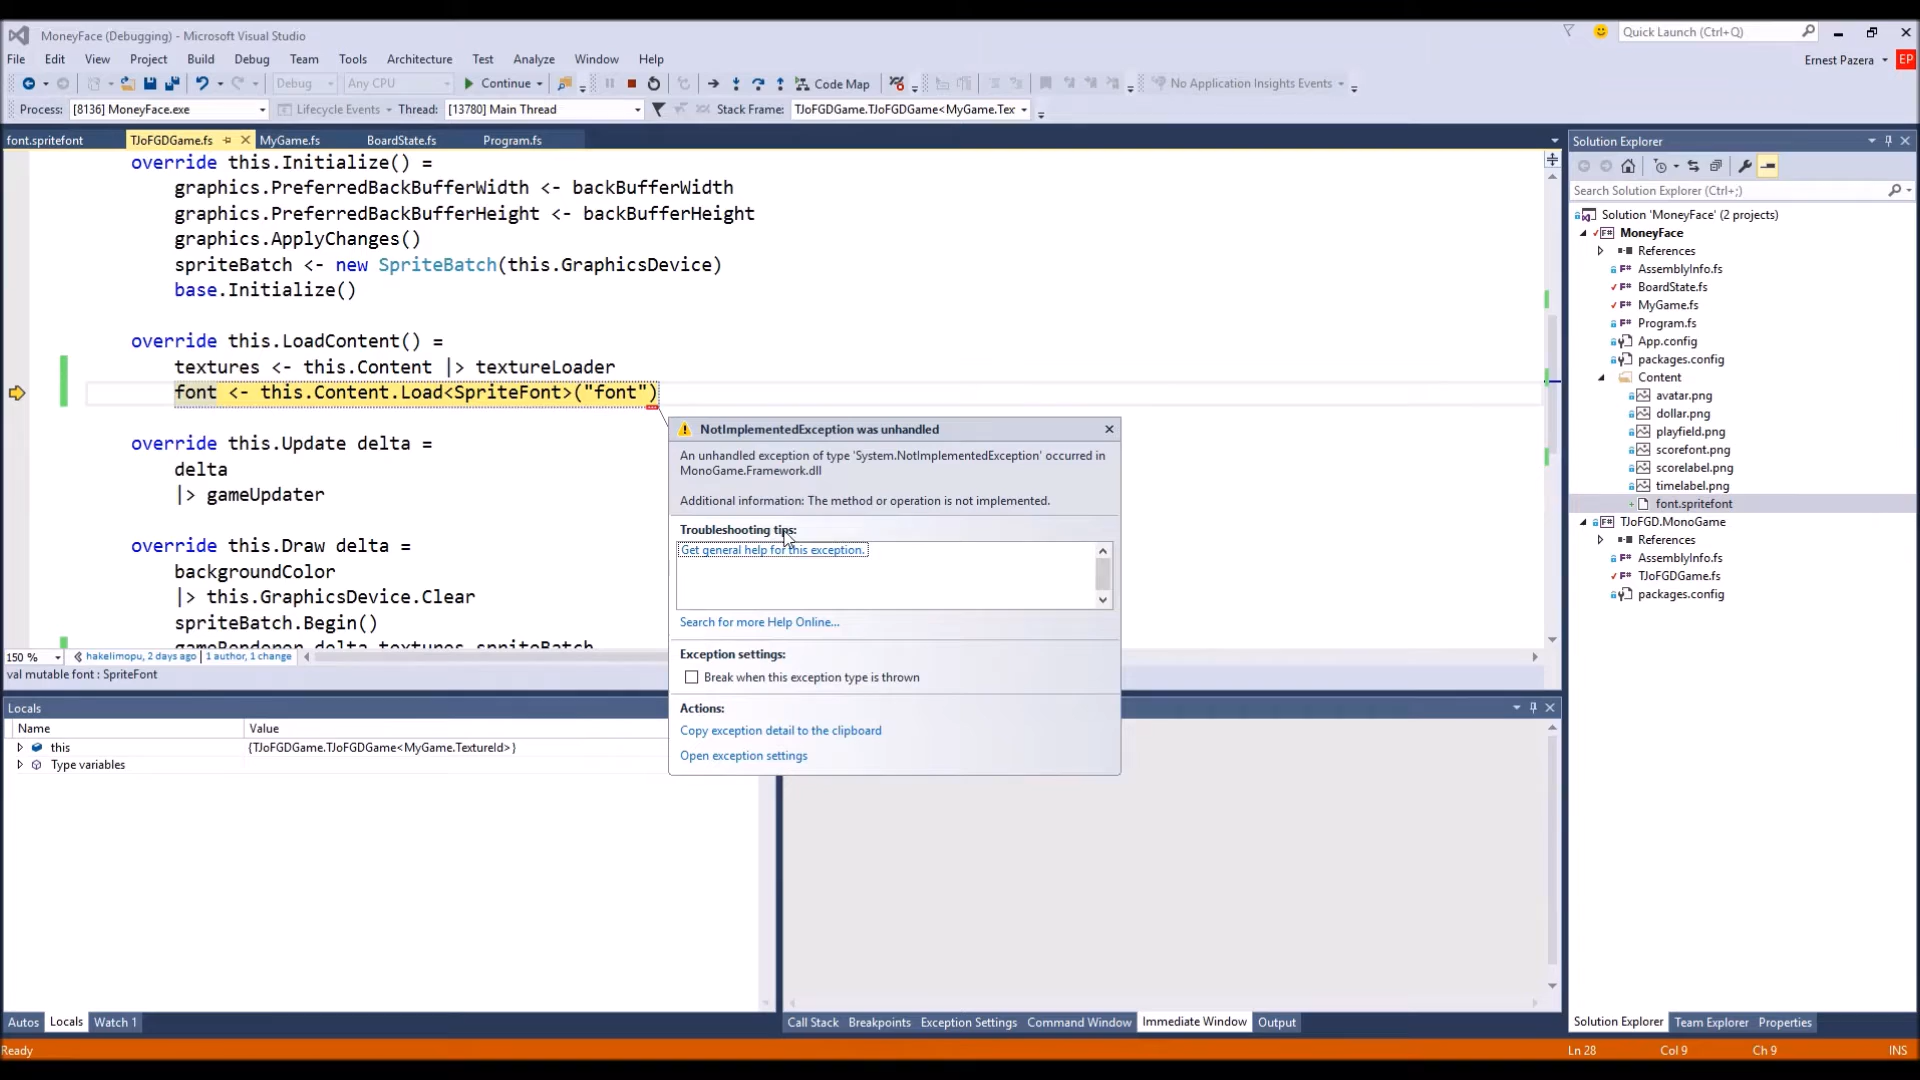 MoneyFace (Debugging) - Microsoft Visual Studio
Quick Launch (Ctrl+Q)
File Edit View Project Build Debug Team Tools Architecture Test Analyze Window Help
Ernest Pazera EP
Debug Any CPU Continue Code Map No Application Insights Events
Process: [8136] MoneyFace.exe Lifecycle Events Thread: [13780] Main Thread Stack Frame: TJoFGDGame.TJoFGDGame<MyGame.Tex
font.spritefont TJoFGDGame.fs MyGame.fs BoardState.fs Program.fs
override this.Initialize() =
graphics.PreferredBackBufferWidth <- backBufferWidth
graphics.PreferredBackBufferHeight <- backBufferHeight
graphics.ApplyChanges()
spriteBatch <- new SpriteBatch(this.GraphicsDevice)
base.Initialize()
override this.LoadContent() =
textures <- this.Content |> textureLoader
font <- this.Content.Load<SpriteFont>("font")
override this.Update delta =
delta
|> gameUpdater
override this.Draw delta =
backgroundColor
|> this.GraphicsDevice.Clear
spriteBatch.Begin()
gameRenderer delta textures spriteBatch
150 % hakelimopu, 2 days ago | 1 author, 1 change
val mutable font : SpriteFont
NotImplementedException was unhandled
An unhandled exception of type 'System.NotImplementedException' occurred in
MonoGame.Framework.dll
Additional information: The method or operation is not implemented.
Troubleshooting tips:
Get general help for this exception.
Search for more Help Online...
Exception settings:
Break when this exception type is thrown
Actions:
Copy exception detail to the clipboard
Open exception settings
Locals
Name Value
this {TJoFGDGame.TJoFGDGame<MyGame.TextureId>}
Type variables
Autos Locals Watch 1
Call Stack Breakpoints Exception Settings Command Window Immediate Window Output
Solution Explorer
Search Solution Explorer (Ctrl+;)
Solution 'MoneyFace' (2 projects)
MoneyFace
References
AssemblyInfo.fs
BoardState.fs
MyGame.fs
Program.fs
App.config
packages.config
Content
avatar.png
dollar.png
playfield.png
scorefont.png
scorelabel.png
timelabel.png
font.spritefont
TJoFGD.MonoGame
References
AssemblyInfo.fs
TJoFGDGame.fs
packages.config
Solution Explorer Team Explorer Properties
Ready Ln 28 Col 9 Ch 9 INS